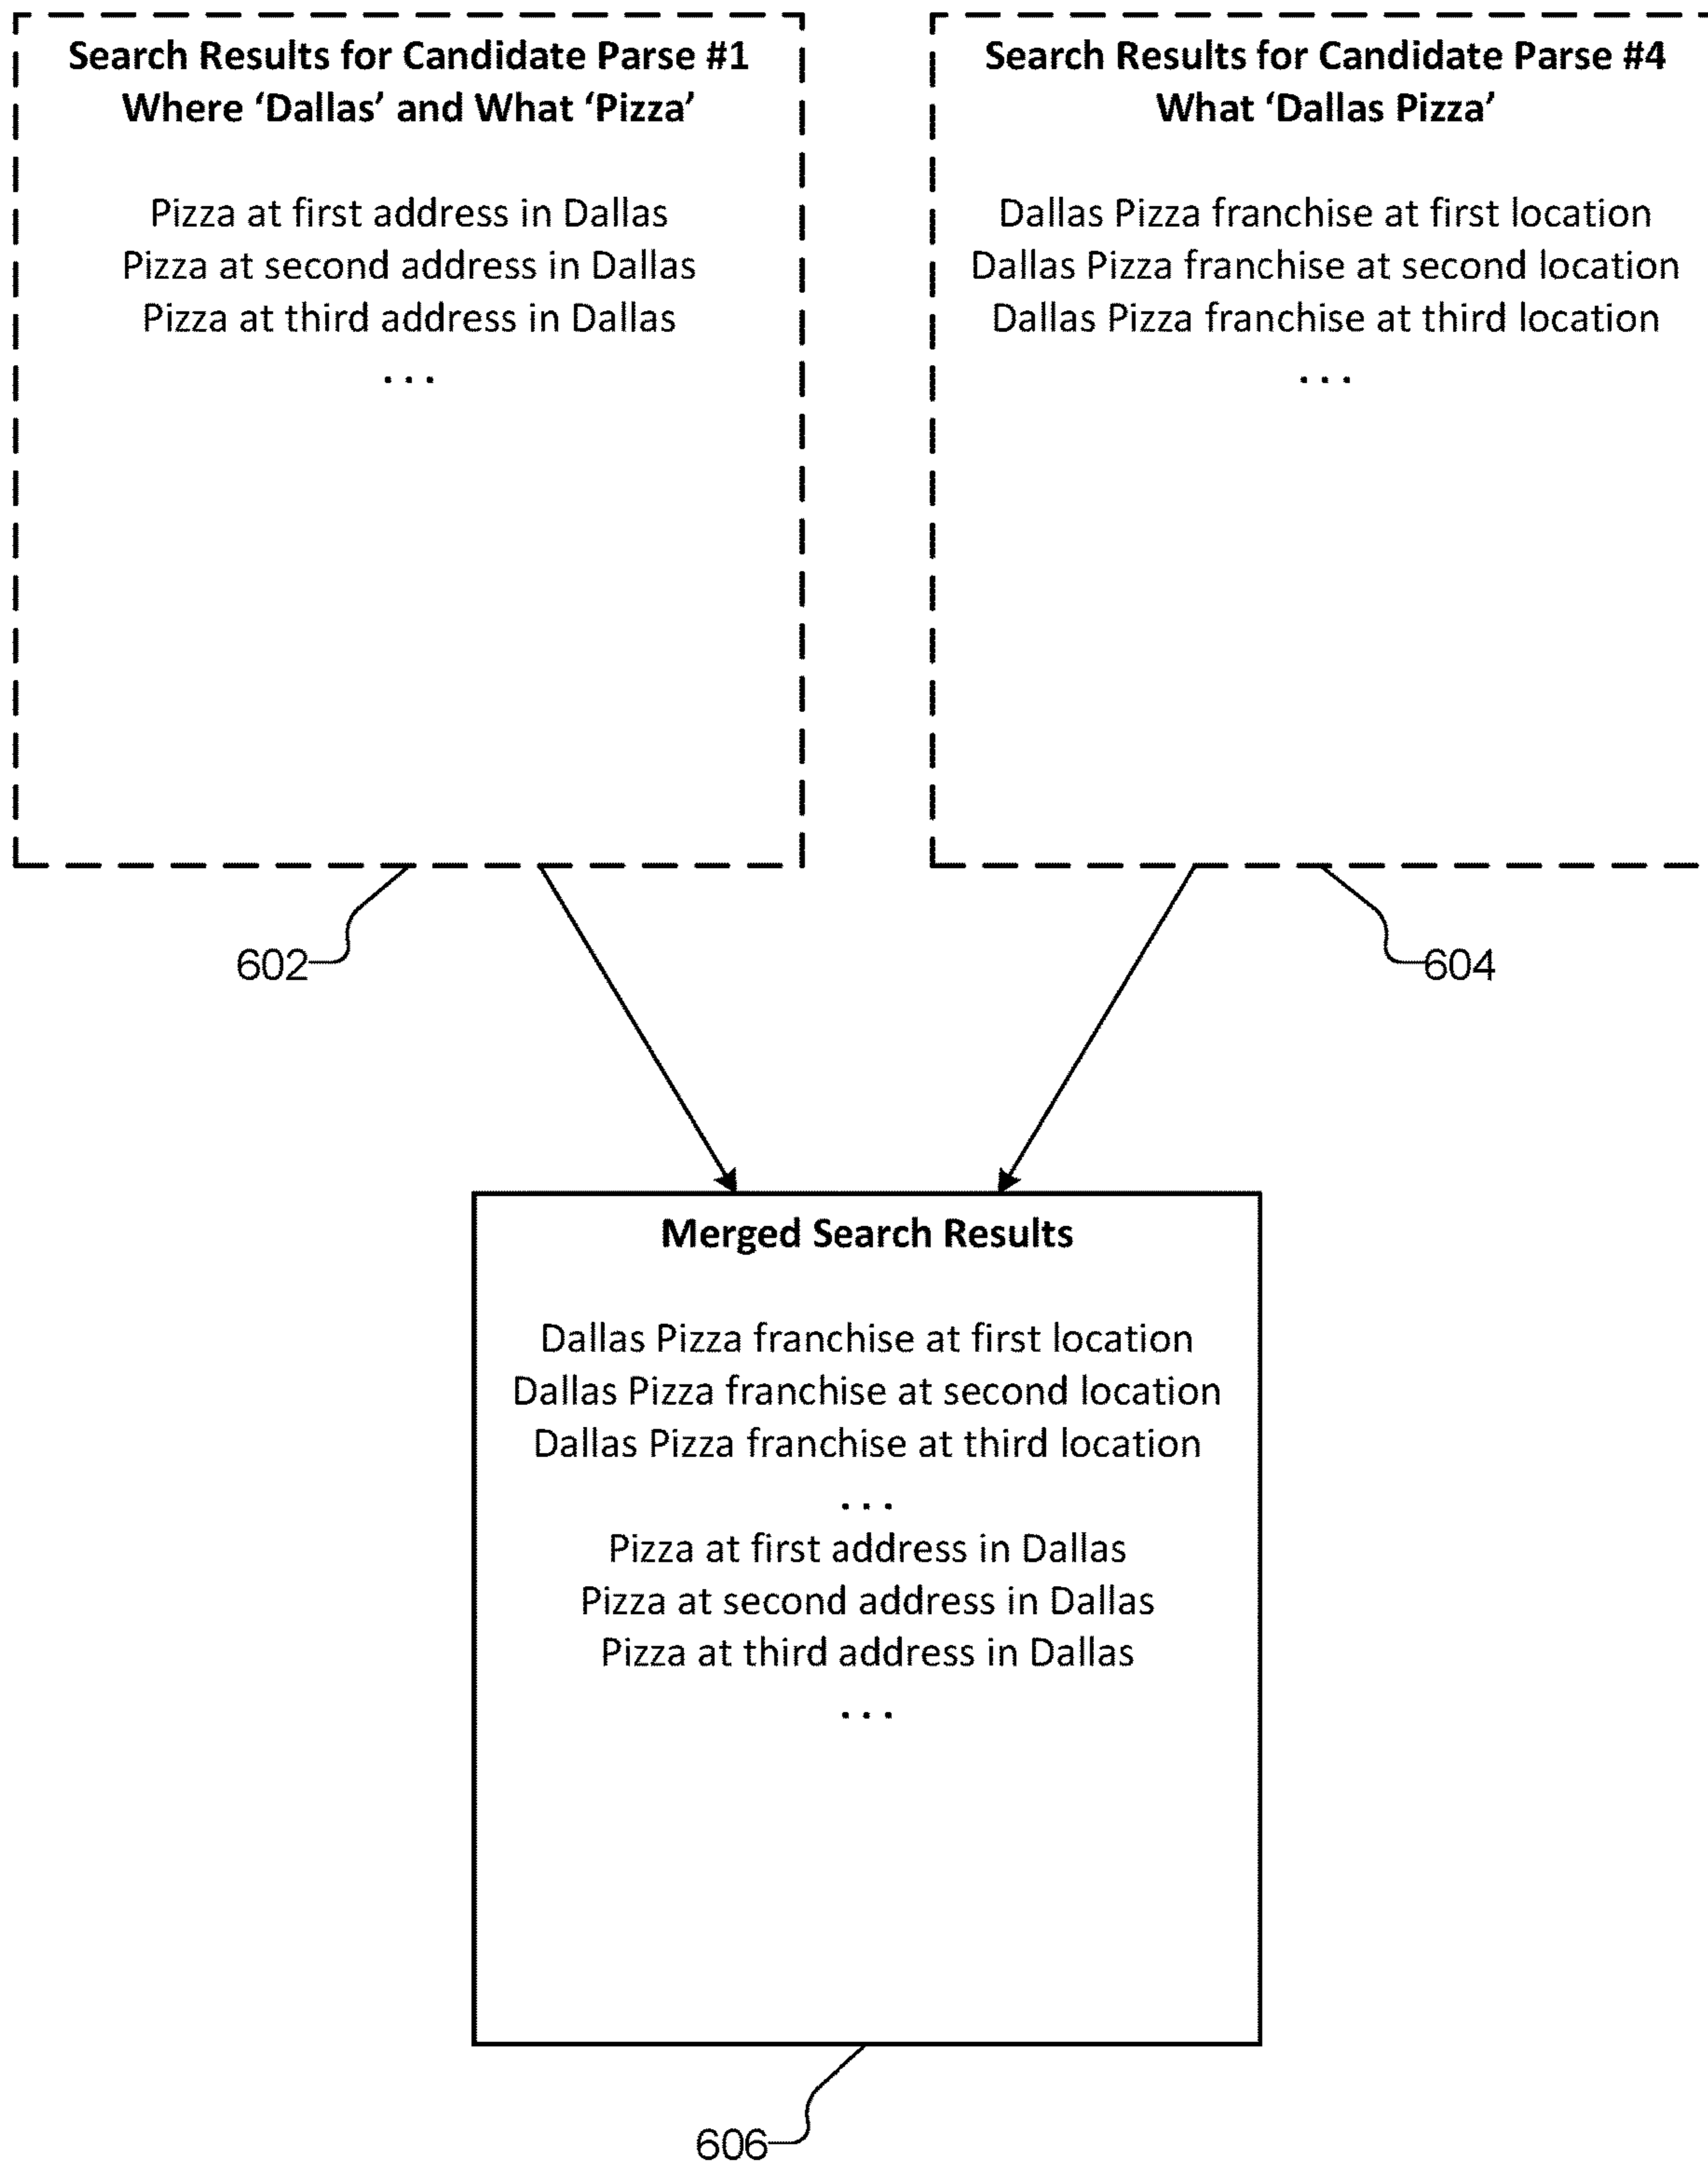 Search Results for Candidate Parse #1
Where ‘Dallas’ and What ‘Pizza’
Pizza at first address in Dallas
Pizza at second address in Dallas
Pizza at third address in Dallas
...
602
Search Results for Candidate Parse #4
What ‘Dallas Pizza’
Dallas Pizza franchise at first location
Dallas Pizza franchise at second location
Dallas Pizza franchise at third location
...
604
Merged Search Results
Dallas Pizza franchise at first location
Dallas Pizza franchise at second location
Dallas Pizza franchise at third location
...
Pizza at first address in Dallas
Pizza at second address in Dallas
Pizza at third address in Dallas
...
606